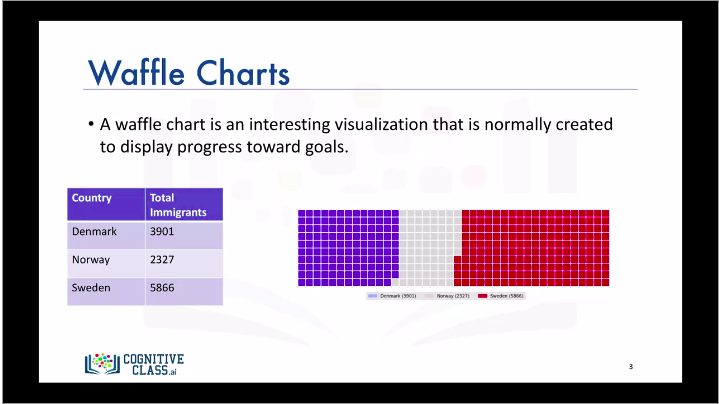 Waffle Charts
• A waffle chart is an interesting visualization that is normally created
to display progress toward goals.
Country Total
Immigrants
Denmark 3901
Norway 2327
Sweden 5866
Denmark (3901) Norway (2327) Sweden (5866)
COGNITIVE
CLASS.ai
3